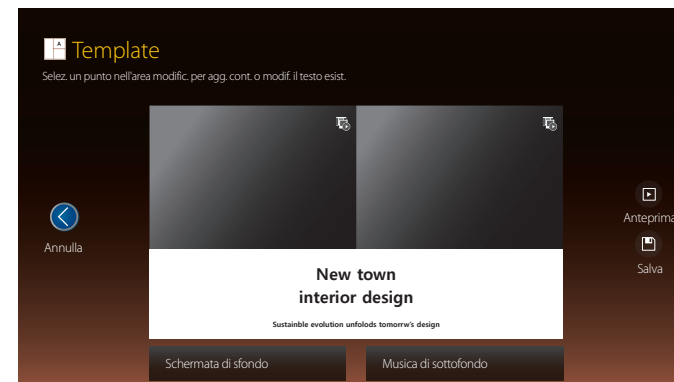 A
Template
Selez. un punto nell'area modific. per agg. cont. o modif. il testo esist.
Annulla
New town
interior design
Sustainble evolution unfolods tomorrw's design
Anteprima
Salva
Schermata di sfondo
Musica di sottofondo